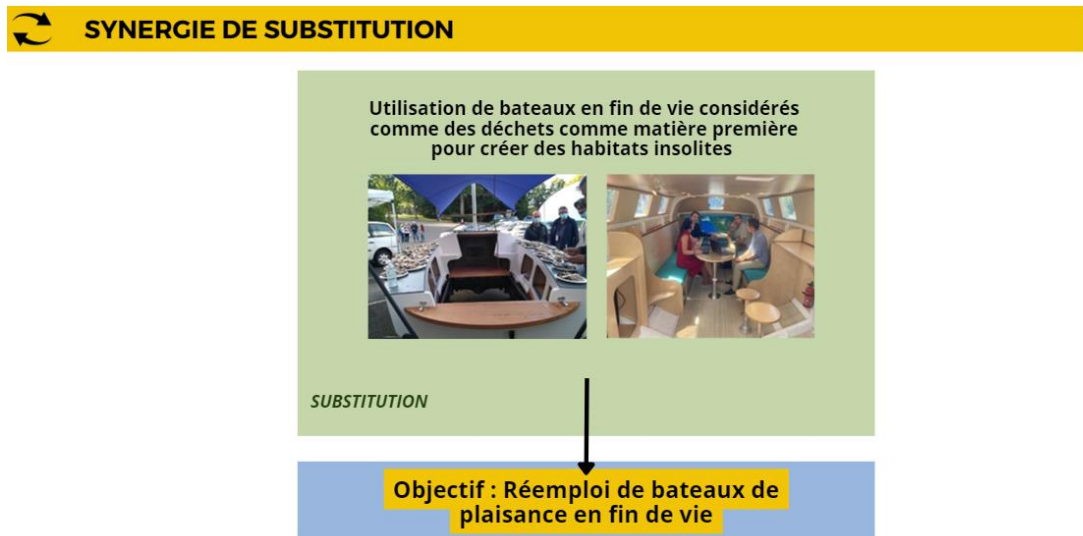 SYNERGIE DE SUBSTITUTION
Utilisation de bateaux en fin de vie considérés
comme des déchets comme matière première
pour créer des habitats insolites
SUBSTITUTION
Objectif : Réemploi de bateaux de
plaisance en fin de vie